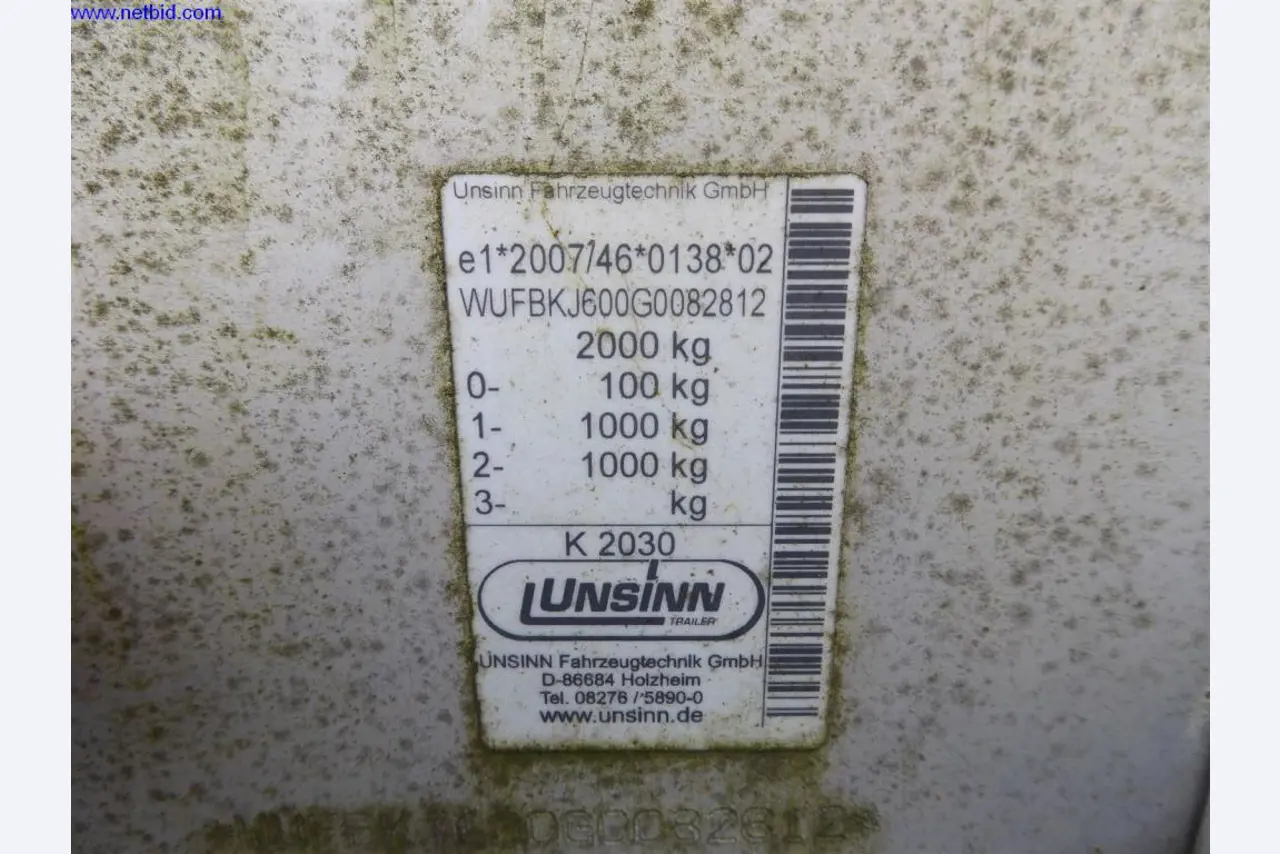 www.netbid.com
Unsinn Fahrzeugtechnik GmbH
e1*2007/46*0138*02
WUFBKJ600G0082812
2000 kg
0- 100 kg
1- 1000 kg
2- 1000 kg
3- kg
K 2030
UNSINN
TRAILER
UNSINN Fahrzeugtechnik GmbH
D-86684 Holzheim
Tel. 08276 / 5890-0
www.unsinn.de